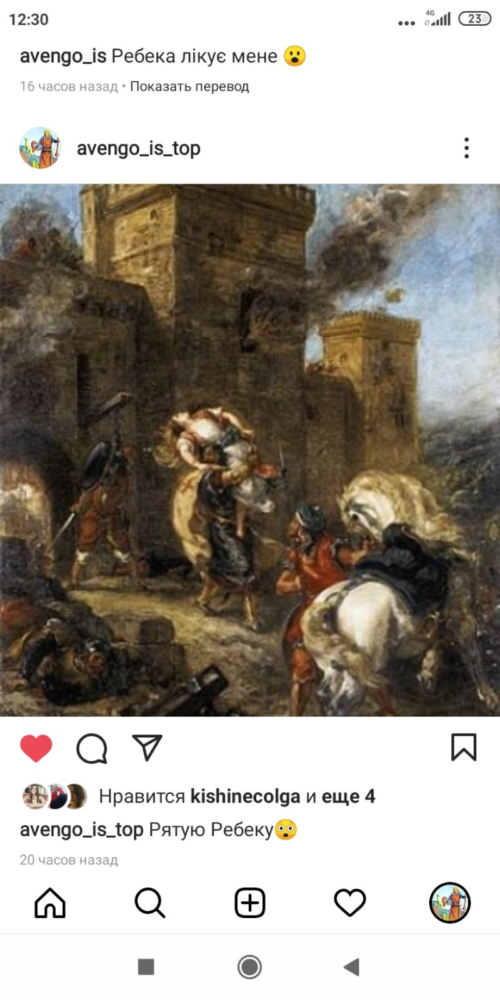 12:30
4G
23
avengo_is Ребека лікує мене 😮
16 часов назад • Показать перевод
avengo_is_top
Нравится kishinecolga и еще 4
avengo_is_top Рятую Ребеку😳
20 часов назад